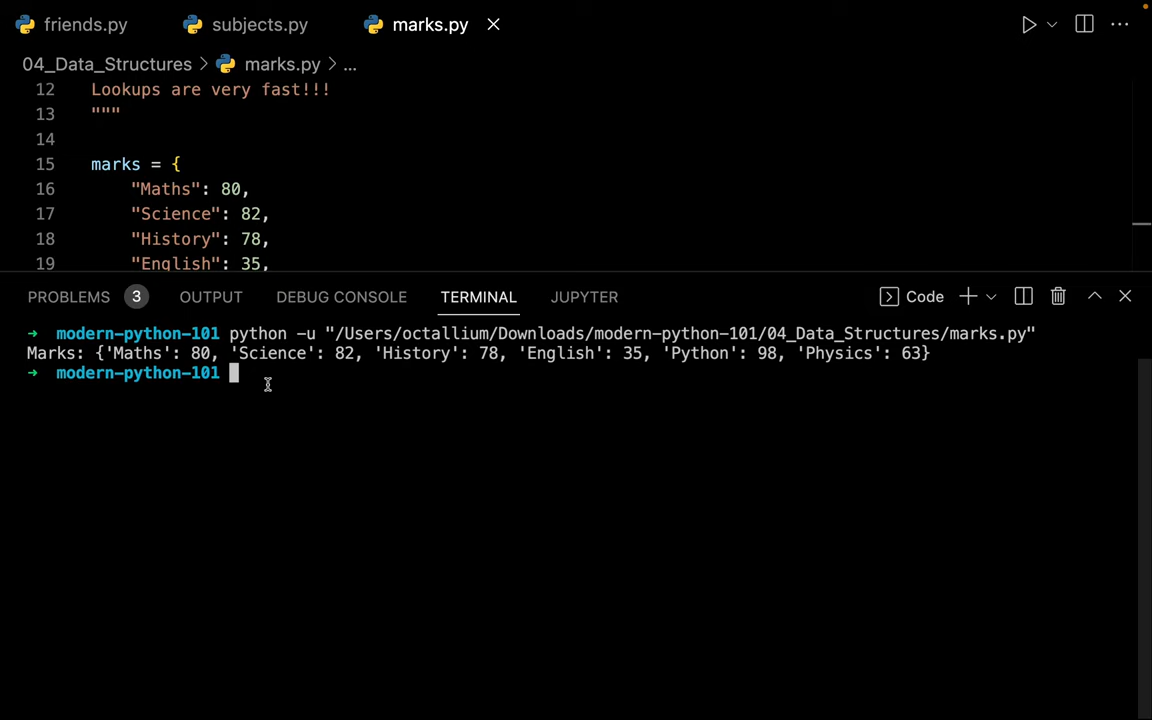 friends.py subjects.py marks.py
04_Data_Structures > marks.py > ...
12 Lookups are very fast!!!
13 """
14
15 marks = {
16 "Maths": 80,
17 "Science": 82,
18 "History": 78,
19 "English": 35,
PROBLEMS 3 OUTPUT DEBUG CONSOLE TERMINAL JUPYTER Code
→ modern-python-101 python -u "/Users/octallium/Downloads/modern-python-101/04_Data_Structures/marks.py"
Marks: {'Maths': 80, 'Science': 82, 'History': 78, 'English': 35, 'Python': 98, 'Physics': 63}
→ modern-python-101